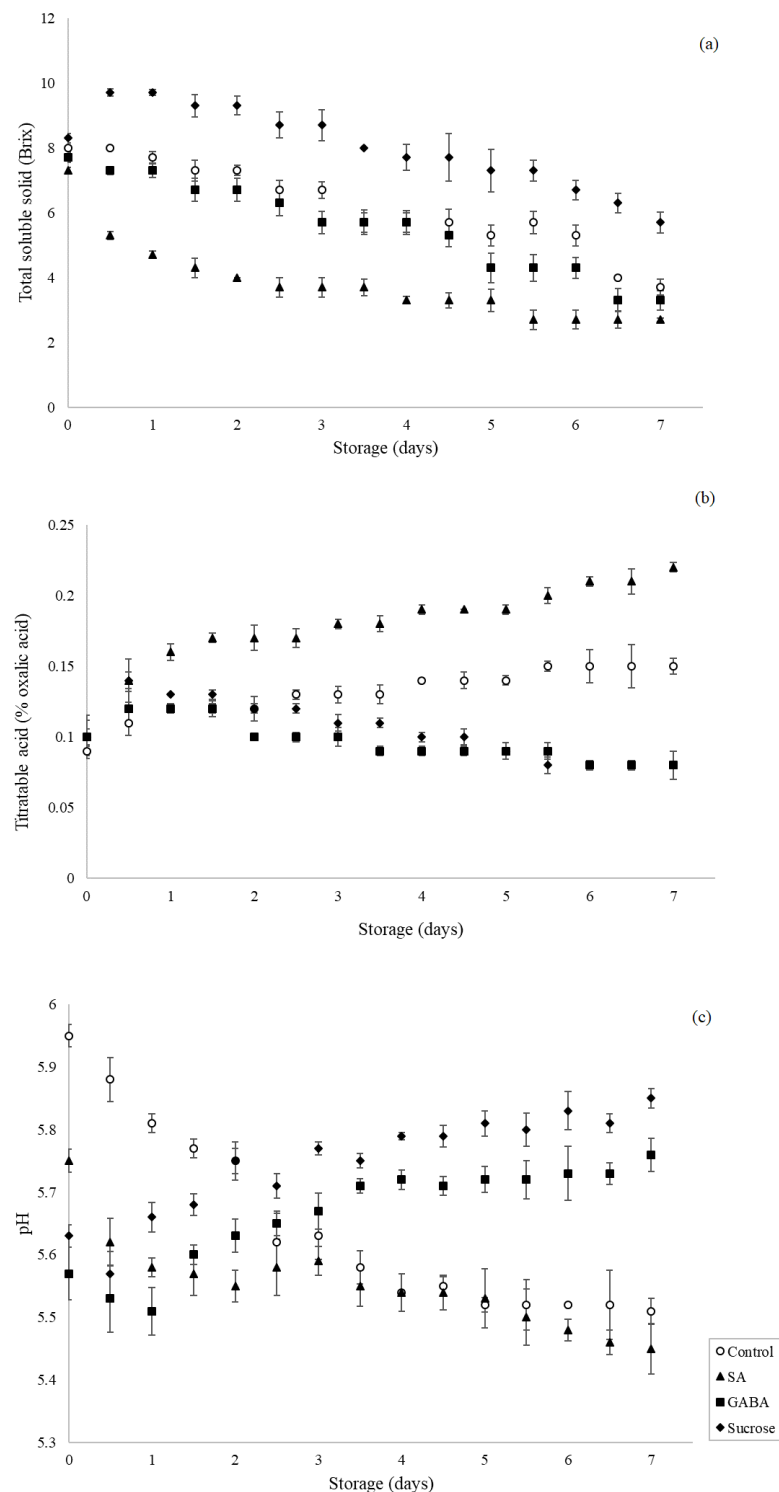 (a)
12
10
8
6
4
2
0
Total soluble solid (Brix)
0 1 2 3 4 5 6 7
Storage (days)
(b)
0.25
0.2
0.15
0.1
0.05
0
Titratable acid (% oxalic acid)
0 1 2 3 4 5 6 7
Storage (days)
(c)
6
5.9
5.8
5.7
5.6
5.5
5.4
5.3
pH
0 1 2 3 4 5 6 7
Storage (days)
Control
SA
GABA
Sucrose